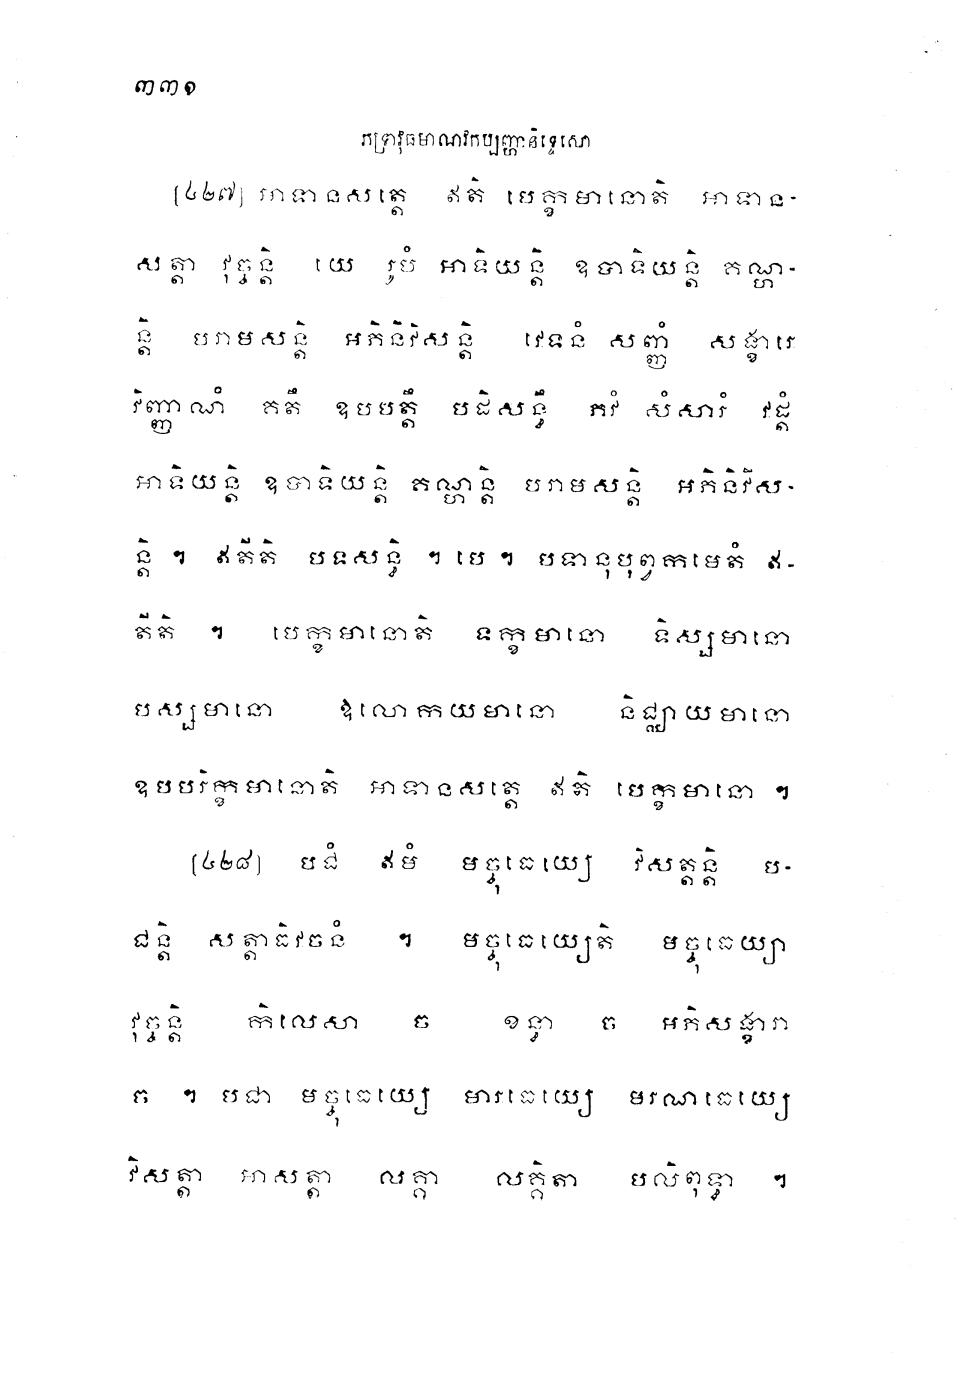 ៣៣១
ភទ្រាវុធមាណវកប្បញ្ហានិទ្ទេសោ
[៤២៧] អាទានសត្តេ ឥតិ បេក្ខមានោតិ អាទាន-
សត្តា វុច្ចន្តិ យេ រូបំ អាទិយន្តិ ឧបាទិយន្តិ គណ្ហ-
ន្តិ បរាមសន្តិ អភិនិវិសន្តិ វេទនំ សញ្ញំ សង្ខារេ
វិញ្ញាណំ គតឹ ឧបបត្តឹ បដិសន្ធឹ ភវំ សំសារំ វដ្តំ
អាទិយន្តិ ឧបាទិយន្តិ គណ្ហន្តិ បរាមសន្តិ អភិនិវីស-
ន្តិ ។ ឥតីតិ បទសន្ធិ ។ បេ ។ បទានុបុព្វកមេតំ ឥ-
តីតិ ។ បេក្ខមានោតិ ទក្ខមានោ ទិស្សមានោ
បស្សមានោ ឱលោកយមានោ និជ្ឈាយមានោ
ឧបបរិក្ខមានោតិ អាទានសត្តេ ឥតិ បេក្ខមានោ ។
[៤២៨] បជំ ឥមំ មច្ចុធេយ្យេ វិសត្តន្តិ ប-
ជន្តិ សត្តាធិវចនំ ។ មច្ចុធេយ្យេតិ មច្ចុធេយ្យា
វុច្ចន្តិ កិលេសា ច ខន្ធា ច អភិសង្ខារា
ច ។ បជា មច្ចុធេយ្យេ មារធេយ្យេ មរណធេយ្យេ
វិសត្តា អាសត្តា លគ្គា លគ្គិតា បលិពុទ្ធា ។